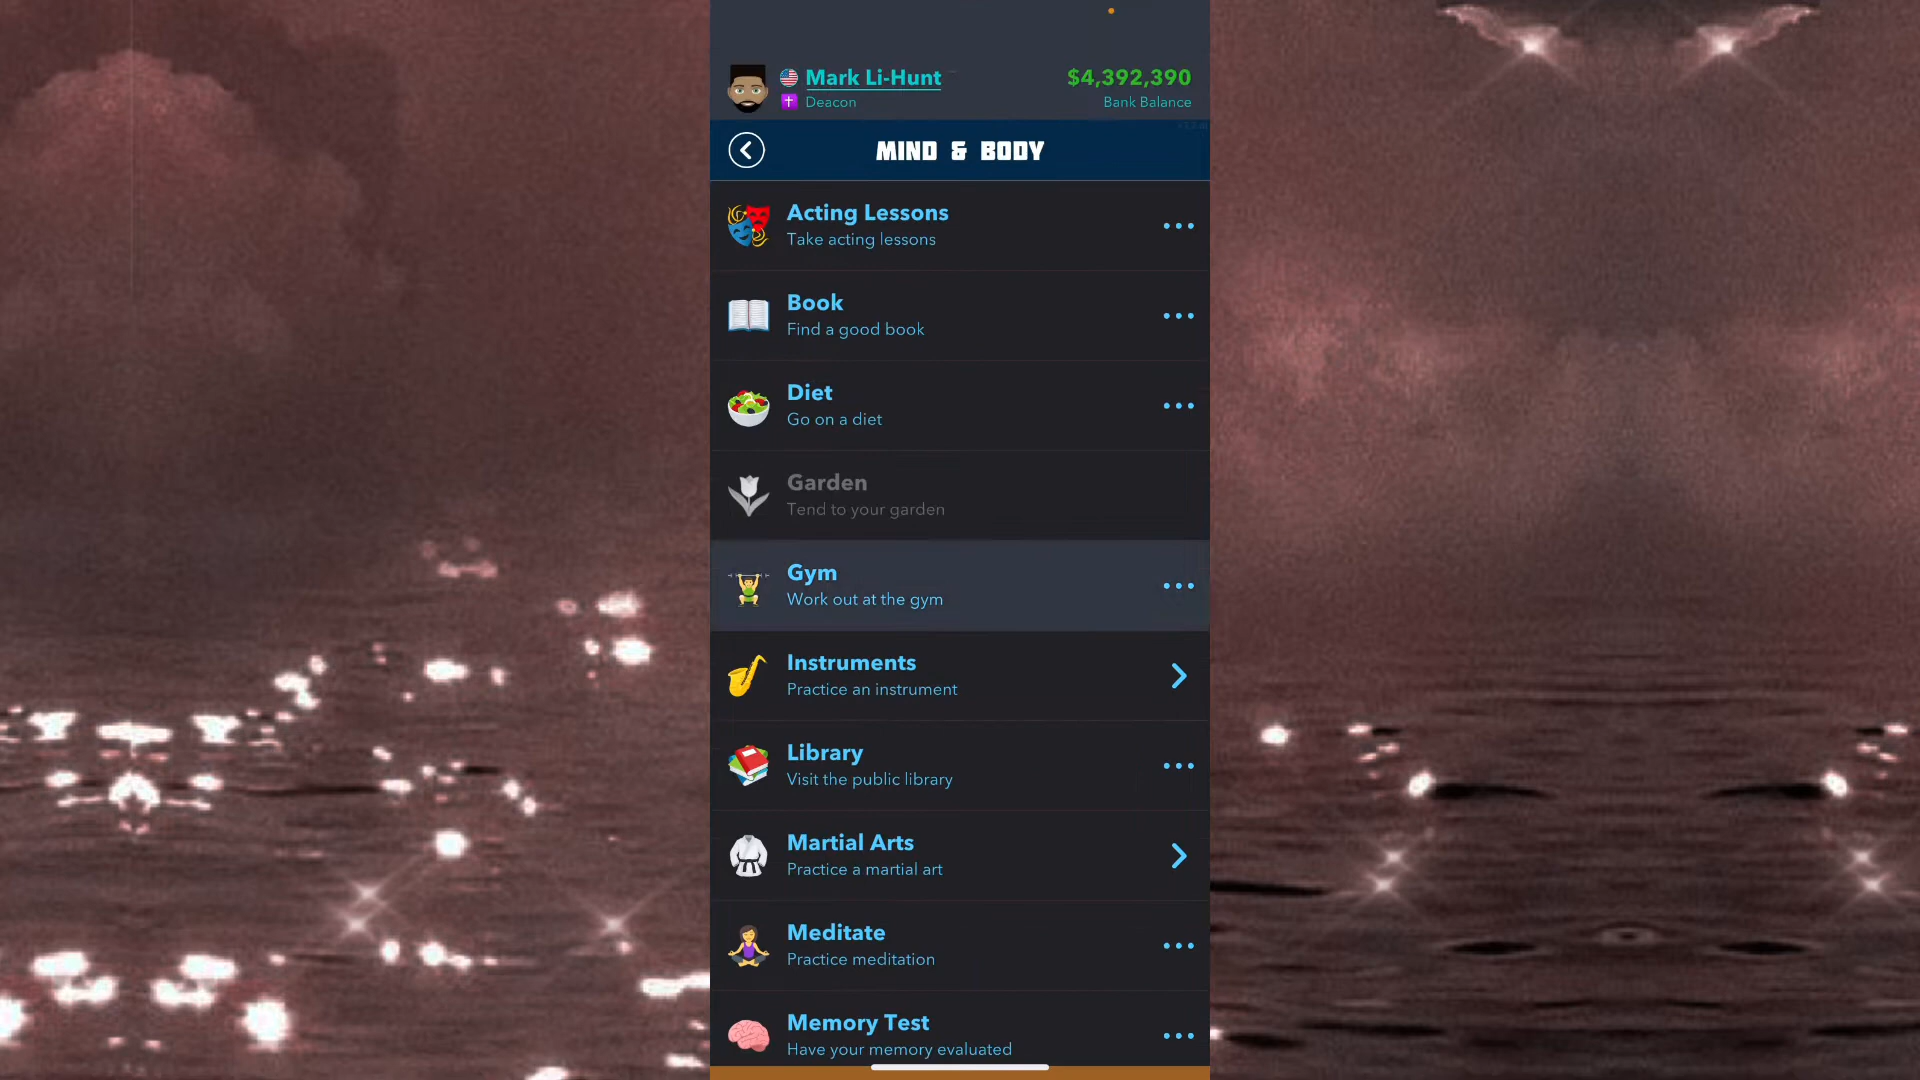 Mark Li-Hunt
$4,392,390
Deacon
Bank Balance
MIND & BODY
Acting Lessons
Take acting lessons
Book
Find a good book
Diet
Go on a diet
Garden
Tend to your garden
Gym
Work out at the gym
Instruments
Practice an instrument
Library
Visit the public library
Martial Arts
Practice a martial art
Meditate
Practice meditation
Memory Test
Have your memory evaluated